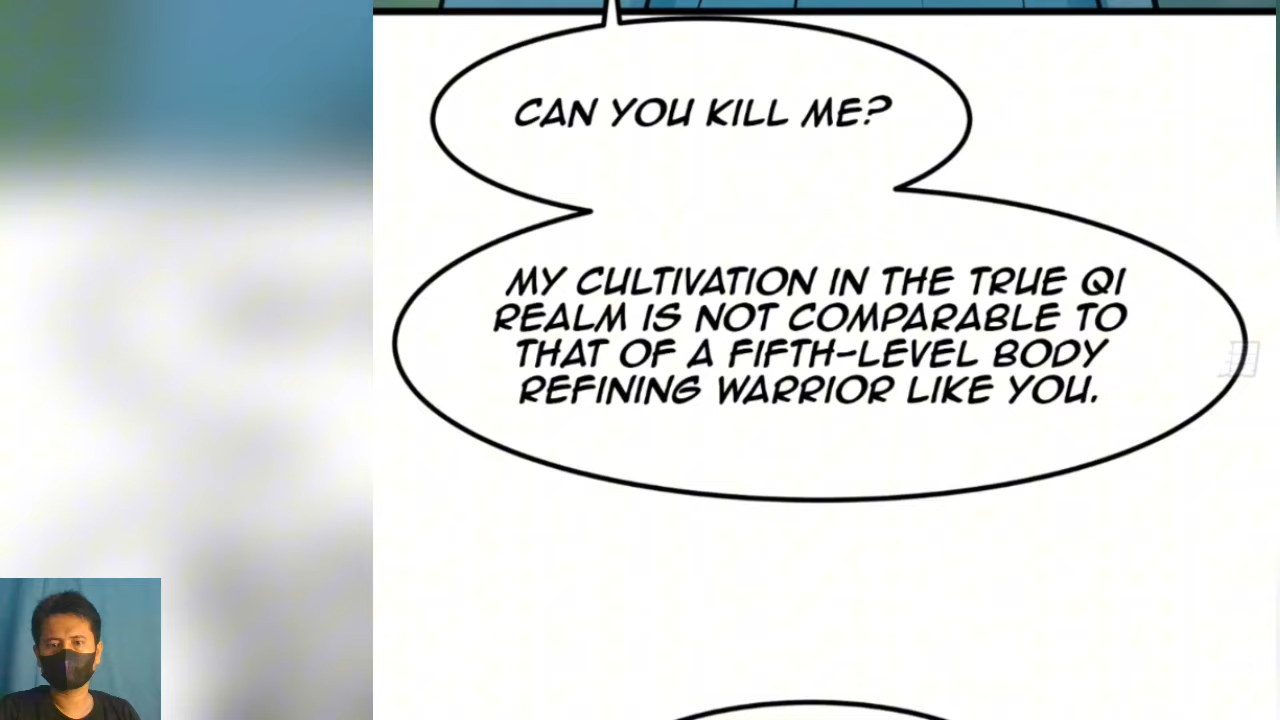 CAN YOU KILL ME?
MY CULTIVATION IN THE TRUE QI
REALM IS NOT COMPARABLE TO
THAT OF A FIFTH-LEVEL BODY
REFINING WARRIOR LIKE YOU.